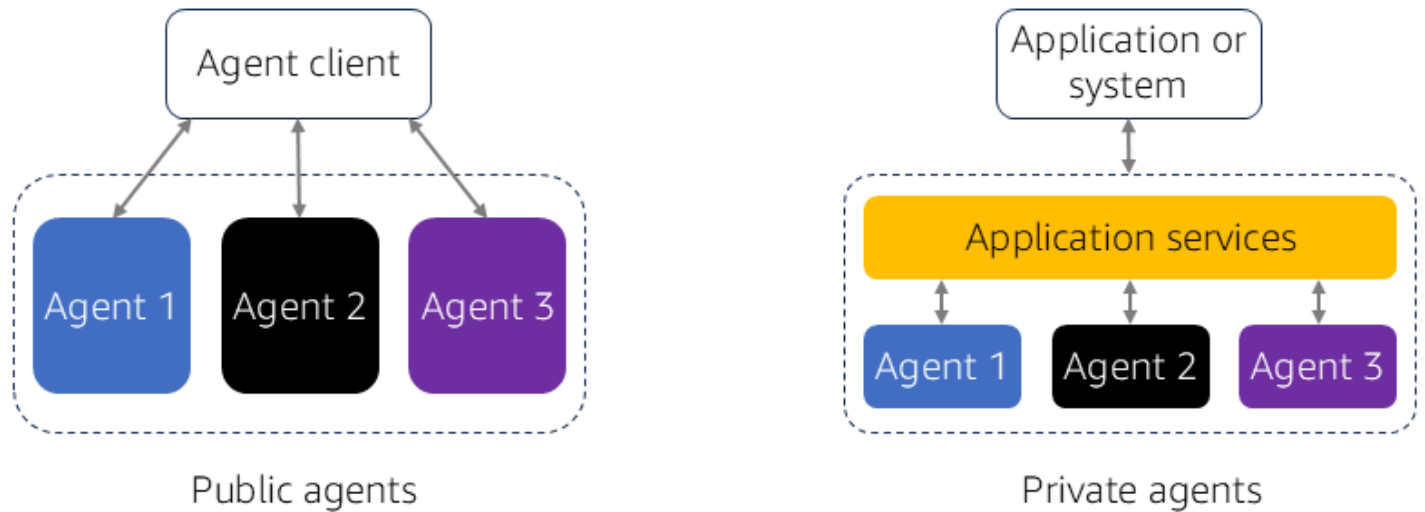 Agent client
Agent 1
Agent 2
Agent 3
Public agents
Application or
system
Application services
Agent 1
Agent 2
Agent 3
Private agents